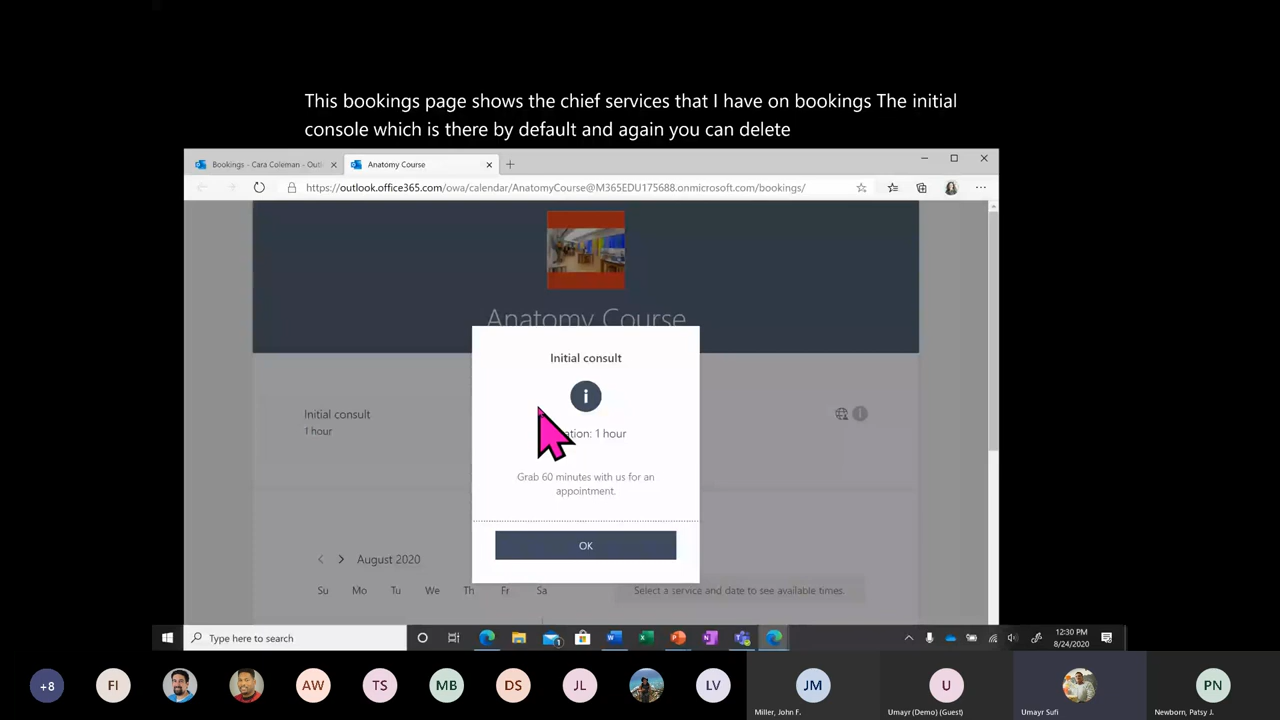 This bookings page shows the chief services that I have on bookings The initial
console which is there by default and again you can delete
Bookings - Cara Coleman - Outl
Anatomy Course
https://outlook.office365.com/owa/calendar/AnatomyCourse@M365EDU175688.onmicrosoft.com/bookings/
Anatomy Course
Initial consult
i
ation: 1 hour
Grab 60 minutes with us for an
appointment.
OK
Initial consult
1 hour
i
August 2020
Su Mo Tu We Th Fr Sa
Select a service and date to see available times.
Type here to search
1
12:30 PM
8/24/2020
+8
FI
AW
TS
MB
DS
JL
LV
JM
U
PN
Miller, John F.
Umayr (Demo) (Guest)
Umayr Sufi
Newborn, Patsy J.